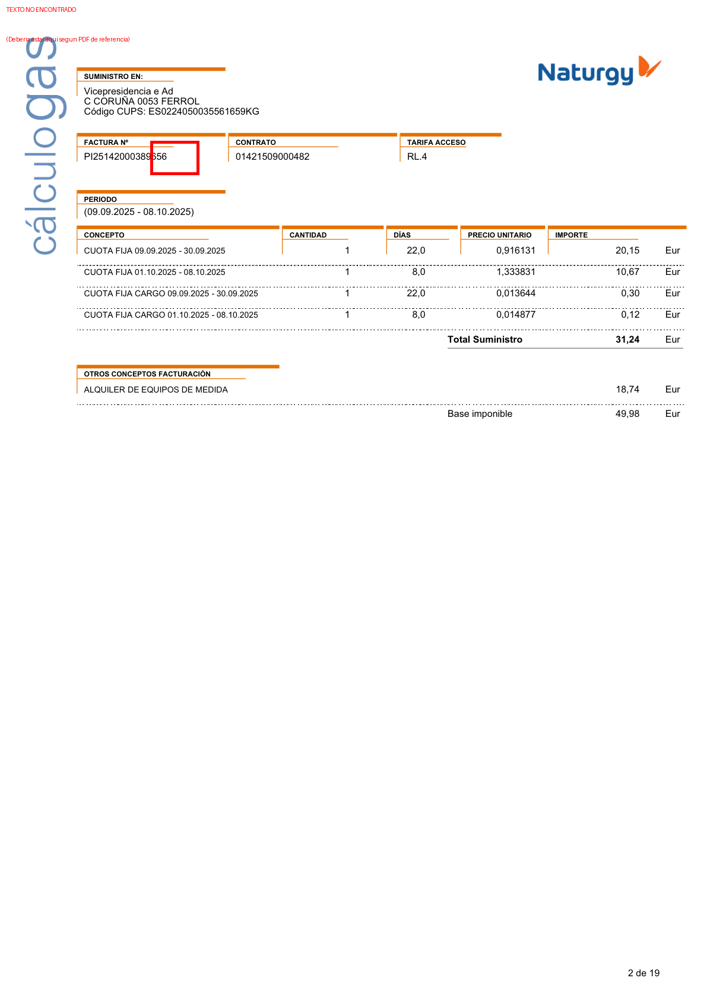 TEXTO NO ENCONTRADO
(Deberia estar aqui segun PDF de referencia)
cálculogas
Naturgy
SUMINISTRO EN:
Vicepresidencia e Ad
C CORUÑA 0053 FERROL
Código CUPS: ES0224050035561659KG
FACTURA Nº CONTRATO TARIFA ACCESO
PI25142000389656 01421509000482 RL.4
PERIODO
(09.09.2025 - 08.10.2025)
CONCEPTO CANTIDAD DÍAS PRECIO UNITARIO IMPORTE
CUOTA FIJA 09.09.2025 - 30.09.2025 1 22,0 0,916131 20,15 Eur
CUOTA FIJA 01.10.2025 - 08.10.2025 1 8,0 1,333831 10,67 Eur
CUOTA FIJA CARGO 09.09.2025 - 30.09.2025 1 22,0 0,013644 0,30 Eur
CUOTA FIJA CARGO 01.10.2025 - 08.10.2025 1 8,0 0,014877 0,12 Eur
Total Suministro 31,24 Eur
OTROS CONCEPTOS FACTURACIÓN
ALQUILER DE EQUIPOS DE MEDIDA 18,74 Eur
Base imponible 49,98 Eur
2 de 19